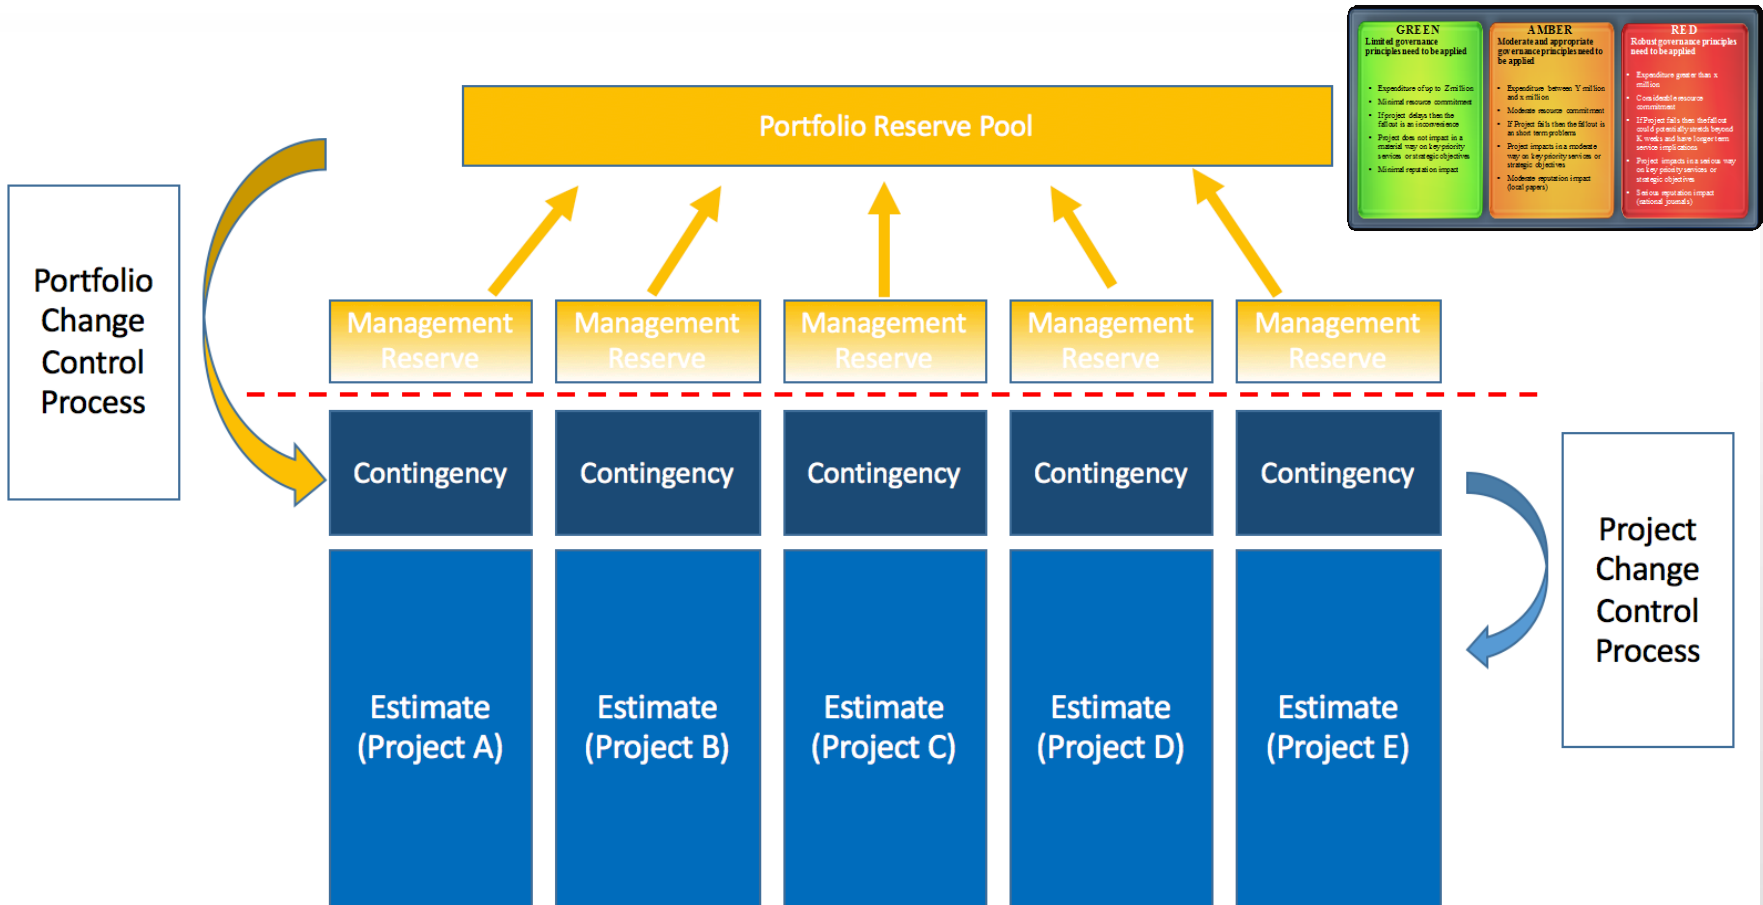 GREEN
Limited governance
principles need to be applied
• Expenditure of up to Z million
• Minimal resource commitment
• If project delays then the
fallout is an inconvenience
• Project does not impact in a
material way on key priority
services or strategic objectives
• Minimal reputation impact
AMBER
Moderate and appropriate
governance principles need to
be applied
• Expenditure between Y million
and x million
• Moderate resource commitment
• If Project fails then the fallout is
an short term problems
• Project impacts in a moderate
way on key priority services or
strategic objectives
• Moderate reputation impact
(local papers)
RED
Robust governance principles
need to be applied
• Expenditure greater than x
million
• Considerable resource
commitment
• If Project fails then the fallout
could potentially stretch beyond
K weeks and have longer term
service implications
• Project impacts in a serious way
on key priority services or
strategic objectives
• Serious reputation impact
(national journals)
Portfolio Reserve Pool
Portfolio
Change
Control
Process
Management
Reserve
Management
Reserve
Management
Reserve
Management
Reserve
Management
Reserve
Contingency
Contingency
Contingency
Contingency
Contingency
Project
Change
Control
Process
Estimate
(Project A)
Estimate
(Project B)
Estimate
(Project C)
Estimate
(Project D)
Estimate
(Project E)